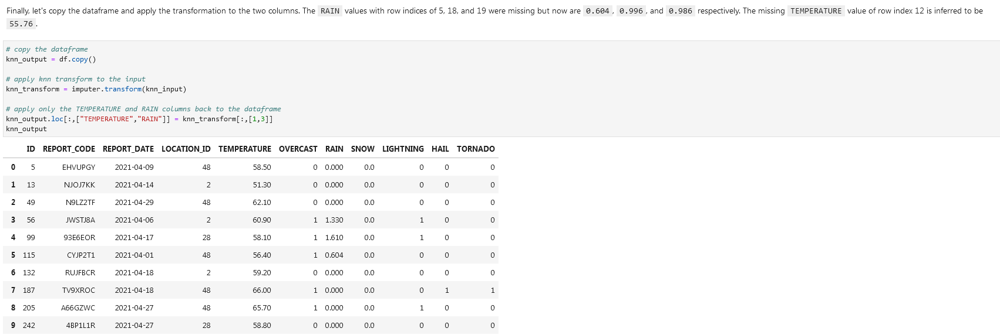 Finally, let's copy the dataframe and apply the transformation to the two columns. The RAIN values with row indices of 5, 18, and 19 were missing but now are 0.604 , 0.996 , and 0.986 respectively. The missing TEMPERATURE value of row index 12 is inferred to be
55.76 .
# copy the dataframe
knn_output = df.copy()
# apply knn transform to the input
knn_transform = imputer.transform(knn_input)
# apply only the TEMPERATURE and RAIN columns back to the dataframe
knn_output.loc[:,["TEMPERATURE","RAIN"]] = knn_transform[:,[1,3]]
knn_output
ID REPORT_CODE REPORT_DATE LOCATION_ID TEMPERATURE OVERCAST RAIN SNOW LIGHTNING HAIL TORNADO
0 5 EHVUPGY 2021-04-09 48 58.50 0 0.000 0.0 0 0 0
1 13 NJOJ7KK 2021-04-14 2 51.30 0 0.000 0.0 0 0 0
2 49 N9LZ2TF 2021-04-29 48 62.10 0 0.000 0.0 0 0 0
3 56 JWSTJ8A 2021-04-06 2 60.90 1 1.330 0.0 1 0 0
4 99 93E6EOR 2021-04-17 28 58.10 1 1.610 0.0 1 0 0
5 115 CYJP2T1 2021-04-01 48 56.40 1 0.604 0.0 0 0 0
6 132 RUJFBCR 2021-04-18 2 59.20 0 0.000 0.0 0 0 0
7 187 TV9XROC 2021-04-18 48 66.00 1 0.000 0.0 0 1 1
8 205 A66GZWC 2021-04-27 48 65.70 1 0.000 0.0 1 0 0
9 242 4BP1L1R 2021-04-27 28 58.80 0 0.000 0.0 0 0 0